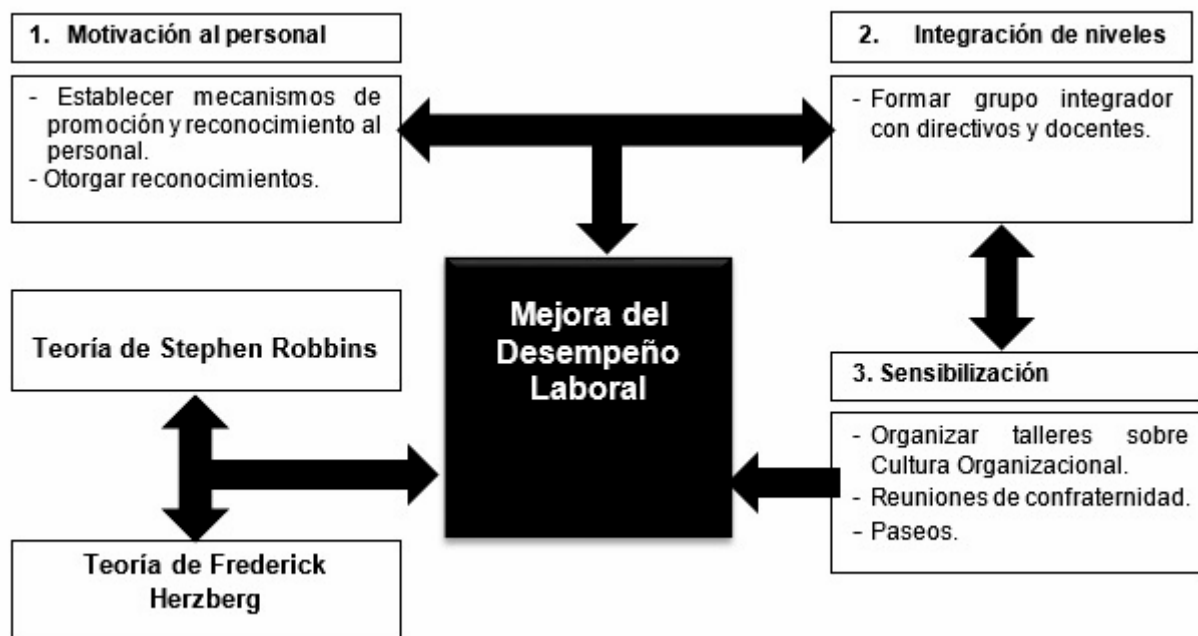 1. Motivación al personal
- Establecer mecanismos de
promoción y reconocimiento al
personal.
- Otorgar reconocimientos.
2. Integración de niveles
- Formar grupo integrador
con directivos y docentes.
Mejora del
Desempeño
Laboral
Teoría de Stephen Robbins
3. Sensibilización
- Organizar talleres sobre
Cultura Organizacional.
- Reuniones de confraternidad.
- Paseos.
Teoría de Frederick
Herzberg